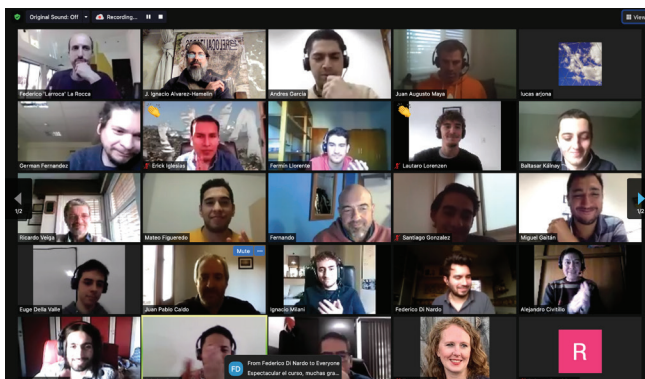 Original Sound: Off
Recording...
View
Federico "Larroca" La Rocca
J. Ignacio Alvarez-Hamelin
Andres Garcia
Juan Augusto Maya
lucas arjona
German Fernandez
Erick Iglesias
Fermín Llorente
Lautaro Lorenzen
Baltasar Kálnay
1/2
1/2
Ricardo Veiga
Mateo Figueredo
Fernando
Santiago Gonzalez
Miguel Gaitán
Mute
Euge Della Valle
Juan Pablo Caldo
Ignacio Milani
Federico Di Nardo
Alejandro Civitillo
FD
From Federico Di Nardo to Everyone
Espectacular el curso, muchas gra...
R